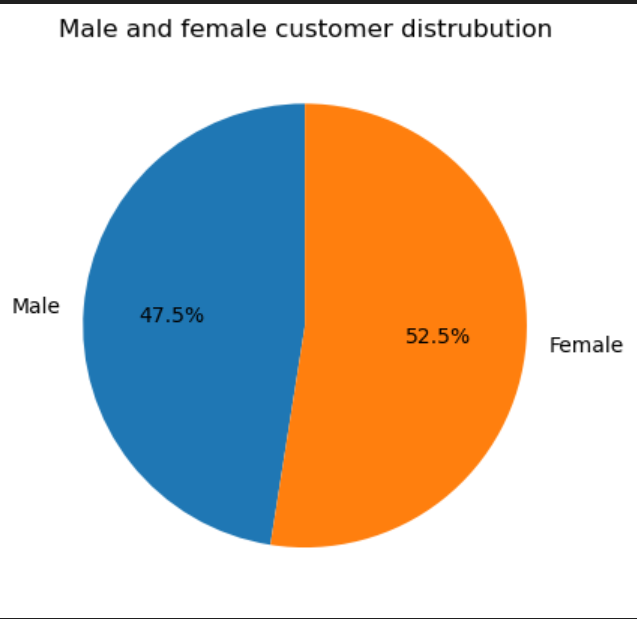 Male and female customer distrubution
Male
47.5%
52.5%
Female